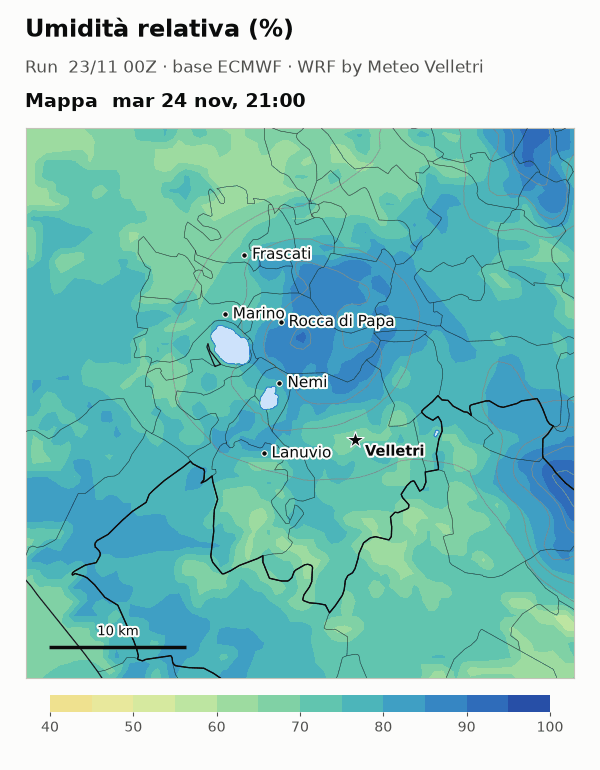 Umidità relativa (%)
Run  23/11 00Z · base ECMWF · WRF by Meteo Velletri
Mappa  mar 24 nov, 21:00
Frascati
Marino
Rocca di Papa
Nemi
Velletri
Lanuvio
10 km
40 50 60 70 80 90 100